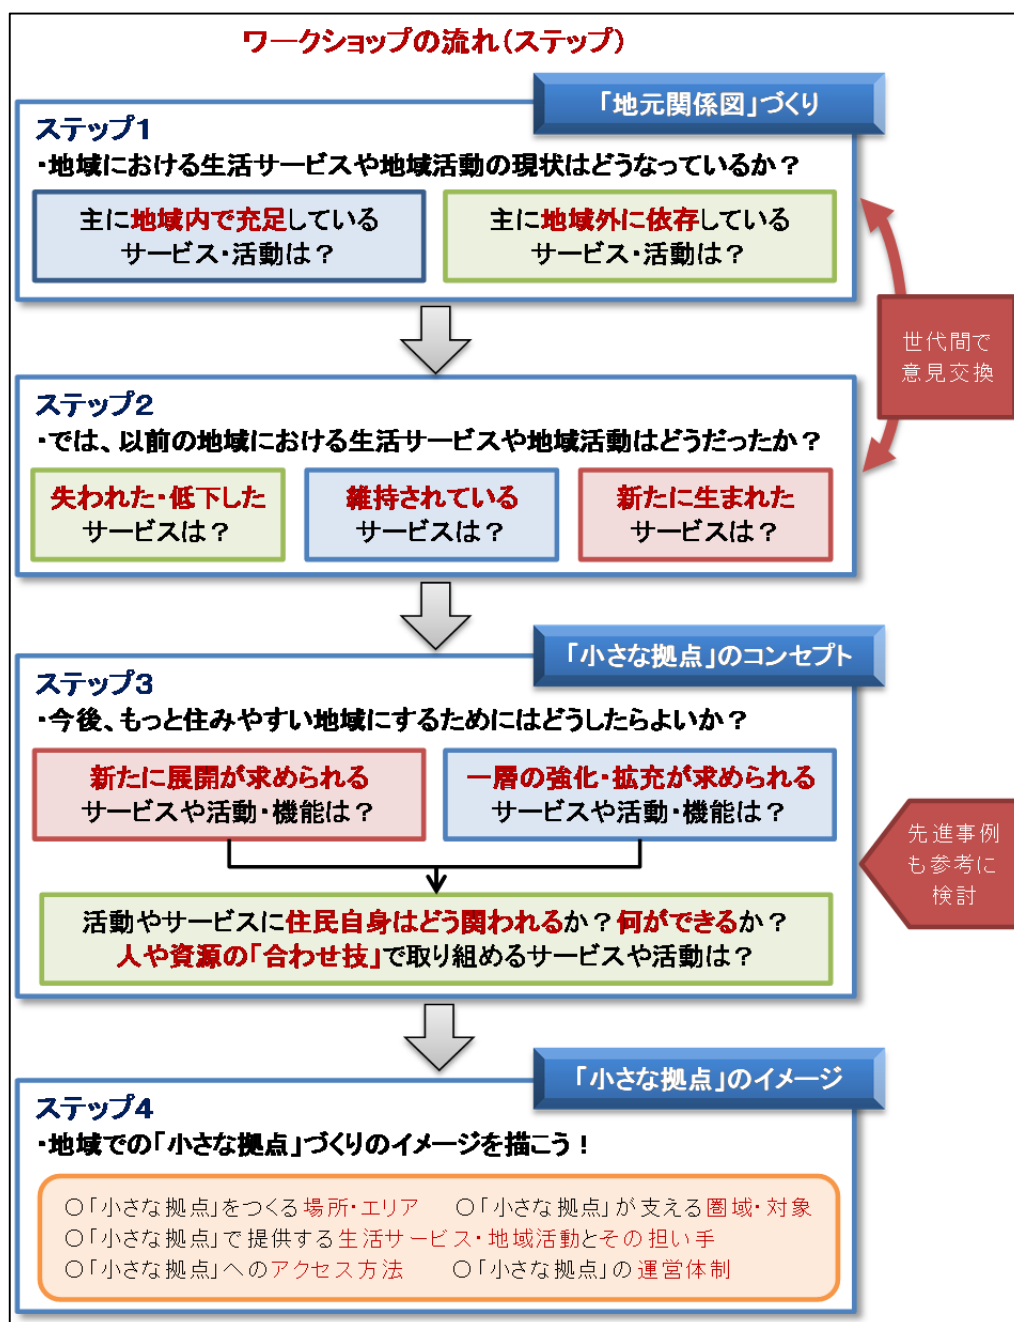 ワークショップの流れ（ステップ）
「地元関係図」づくり
ステップ1
・地域における生活サービスや地域活動の現状はどうなっているか？
主に地域内で充足している
サービス・活動は？
主に地域外に依存している
サービス・活動は？
世代間で
意見交換
ステップ2
・では、以前の地域における生活サービスや地域活動はどうだったか？
失われた・低下した
サービスは？
維持されている
サービスは？
新たに生まれた
サービスは？
「小さな拠点」のコンセプト
ステップ3
・今後、もっと住みやすい地域にするためにはどうしたらよいか？
新たに展開が求められる
サービスや活動・機能は？
一層の強化・拡充が求められる
サービスや活動・機能は？
先進事例
も参考に
検討
活動やサービスに住民自身はどう関われるか？何ができるか？
人や資源の「合わせ技」で取り組めるサービスや活動は？
「小さな拠点」のイメージ
ステップ4
・地域での「小さな拠点」づくりのイメージを描こう！
○「小さな拠点」をつくる場所・エリア　○「小さな拠点」が支える圏域・対象
○「小さな拠点」で提供する生活サービス・地域活動とその担い手
○「小さな拠点」へのアクセス方法　○「小さな拠点」の運営体制